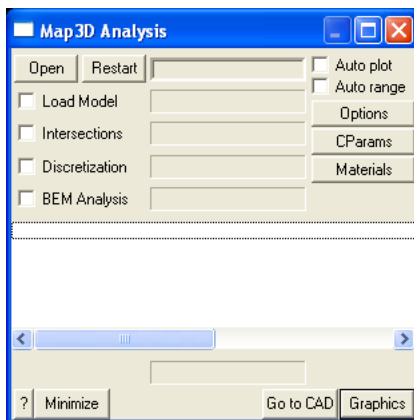 Map3D Analysis
Open Restart Auto plot
Auto range
Load Model Options
Intersections CParams
Discretization Materials
BEM Analysis
? Minimize Go to CAD Graphics